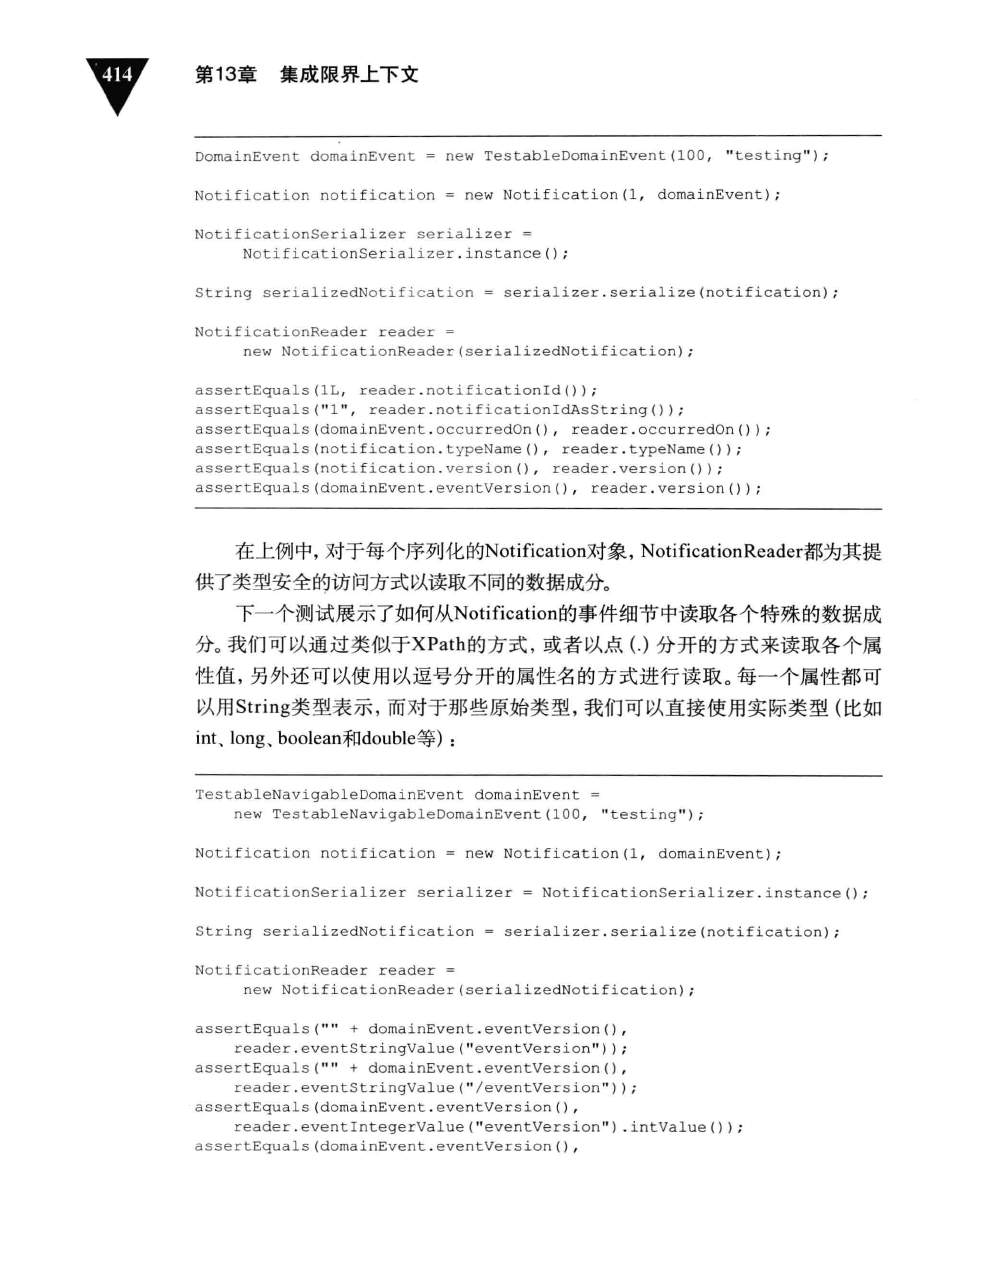 414
第13章 集成限界上下文
DomainEvent domainEvent = new TestableDomainEvent(100, "testing");
Notification notification = new Notification(1, domainEvent);
NotificationSerializer serializer =
NotificationSerializer.instance();
String serializedNotification = serializer.serialize(notification);
NotificationReader reader =
new NotificationReader(serializedNotification);
assertEquals(1L, reader.notificationId());
assertEquals("1", reader.notificationIdAsString());
assertEquals(domainEvent.occurredOn(), reader.occurredOn());
assertEquals(notification.typeName(), reader.typeName());
assertEquals(notification.version(), reader.version());
assertEquals(domainEvent.eventVersion(), reader.version());
在上例中，对于每个序列化的Notification对象，NotificationReader都为其提
供了类型安全的访问方式以读取不同的数据成分。
下一个测试展示了如何从Notification的事件细节中读取各个特殊的数据成
分。我们可以通过类似于XPath的方式，或者以点（.）分开的方式来读取各个属
性值，另外还可以使用以逗号分开的属性名的方式进行读取。每一个属性都可
以用String类型表示，而对于那些原始类型，我们可以直接使用实际类型（比如
int、long、boolean和double等）：
TestableNavigableDomainEvent domainEvent =
new TestableNavigableDomainEvent(100, "testing");
Notification notification = new Notification(1, domainEvent);
NotificationSerializer serializer = NotificationSerializer.instance();
String serializedNotification = serializer.serialize(notification);
NotificationReader reader =
new NotificationReader(serializedNotification);
assertEquals("" + domainEvent.eventVersion(),
reader.eventStringValue("eventVersion"));
assertEquals("" + domainEvent.eventVersion(),
reader.eventStringValue("/eventVersion"));
assertEquals(domainEvent.eventVersion(),
reader.eventIntegerValue("eventVersion").intValue());
assertEquals(domainEvent.eventVersion(),